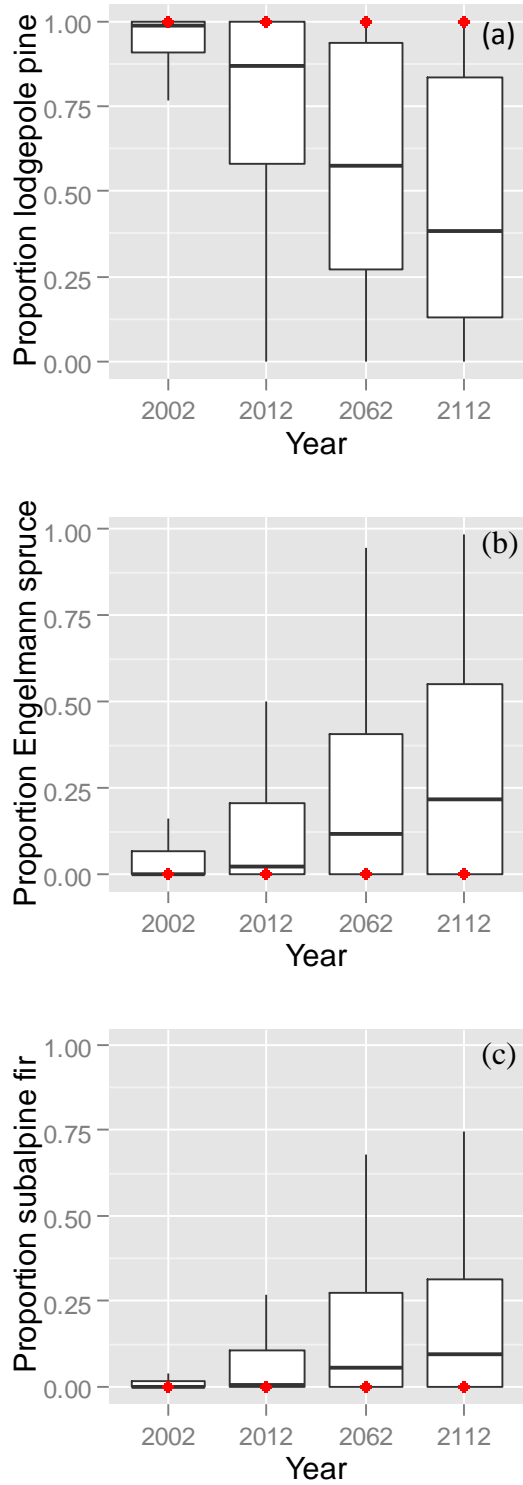 (a)
Proportion lodgepole pine
1.00
0.75
0.50
0.25
0.00
2002 2012 2062 2112
Year
(b)
Proportion Engelmann spruce
1.00
0.75
0.50
0.25
0.00
2002 2012 2062 2112
Year
(c)
Proportion subalpine fir
1.00
0.75
0.50
0.25
0.00
2002 2012 2062 2112
Year